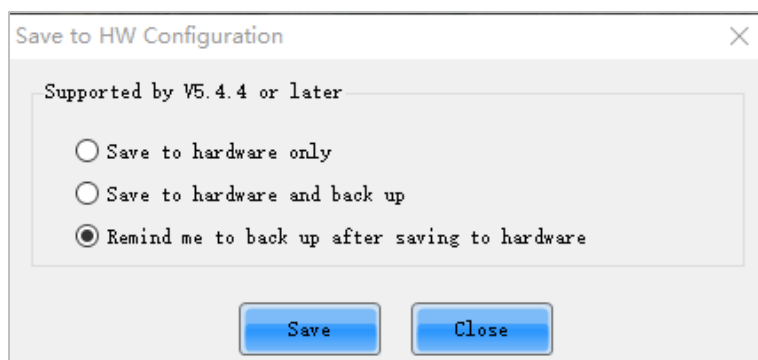 Save to HW Configuration
Supported by V5.4.4 or later
Save to hardware only
Save to hardware and back up
Remind me to back up after saving to hardware
Save Close